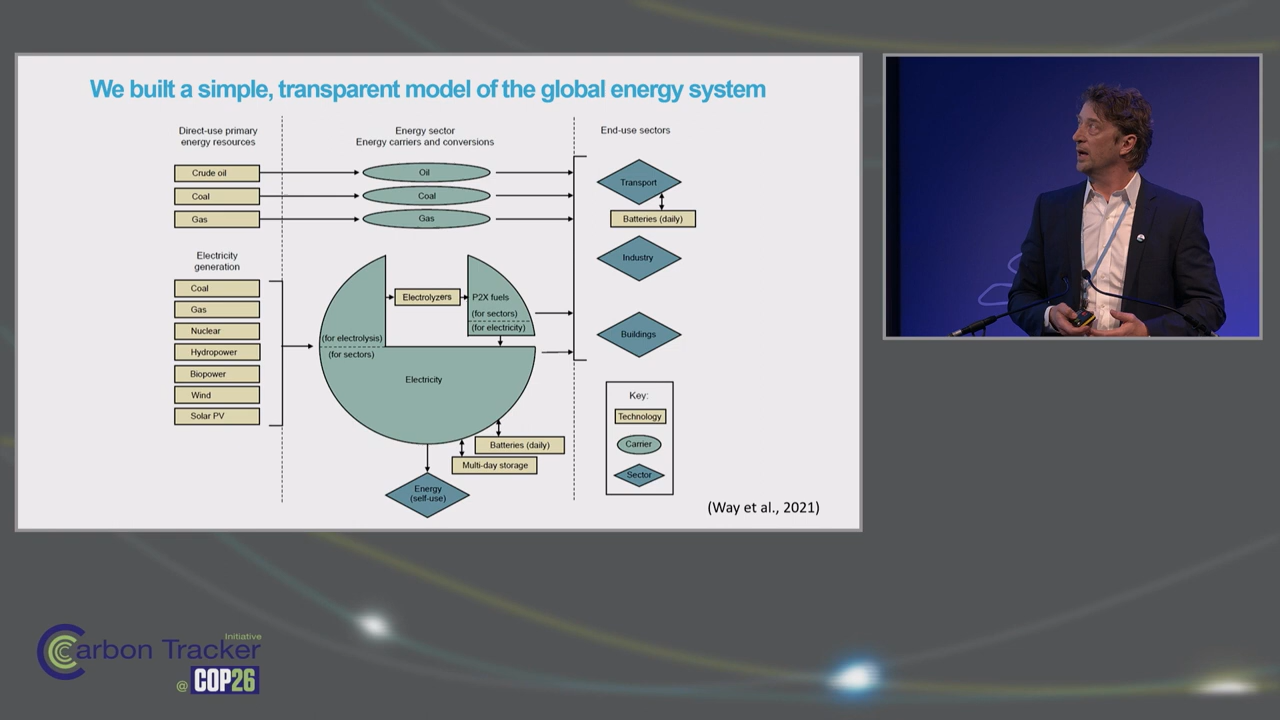 We built a simple, transparent model of the global energy system
Direct-use primary
energy resources
Energy sector
Energy carriers and conversions
End-use sectors
Crude oil
Oil
Coal
Coal
Gas
Gas
Transport
Batteries (daily)
Industry
Buildings
Electricity
generation
Coal
Gas
Nuclear
Hydropower
Biopower
Wind
Solar PV
Electrolyzers
P2X fuels
(for sectors)
(for electricity)
(for electrolysis)
(for sectors)
Electricity
Batteries (daily)
Multi-day storage
Energy
(self-use)
Key:
Technology
Carrier
Sector
(Way et al., 2021)
Initiative
Carbon Tracker
@ COP26